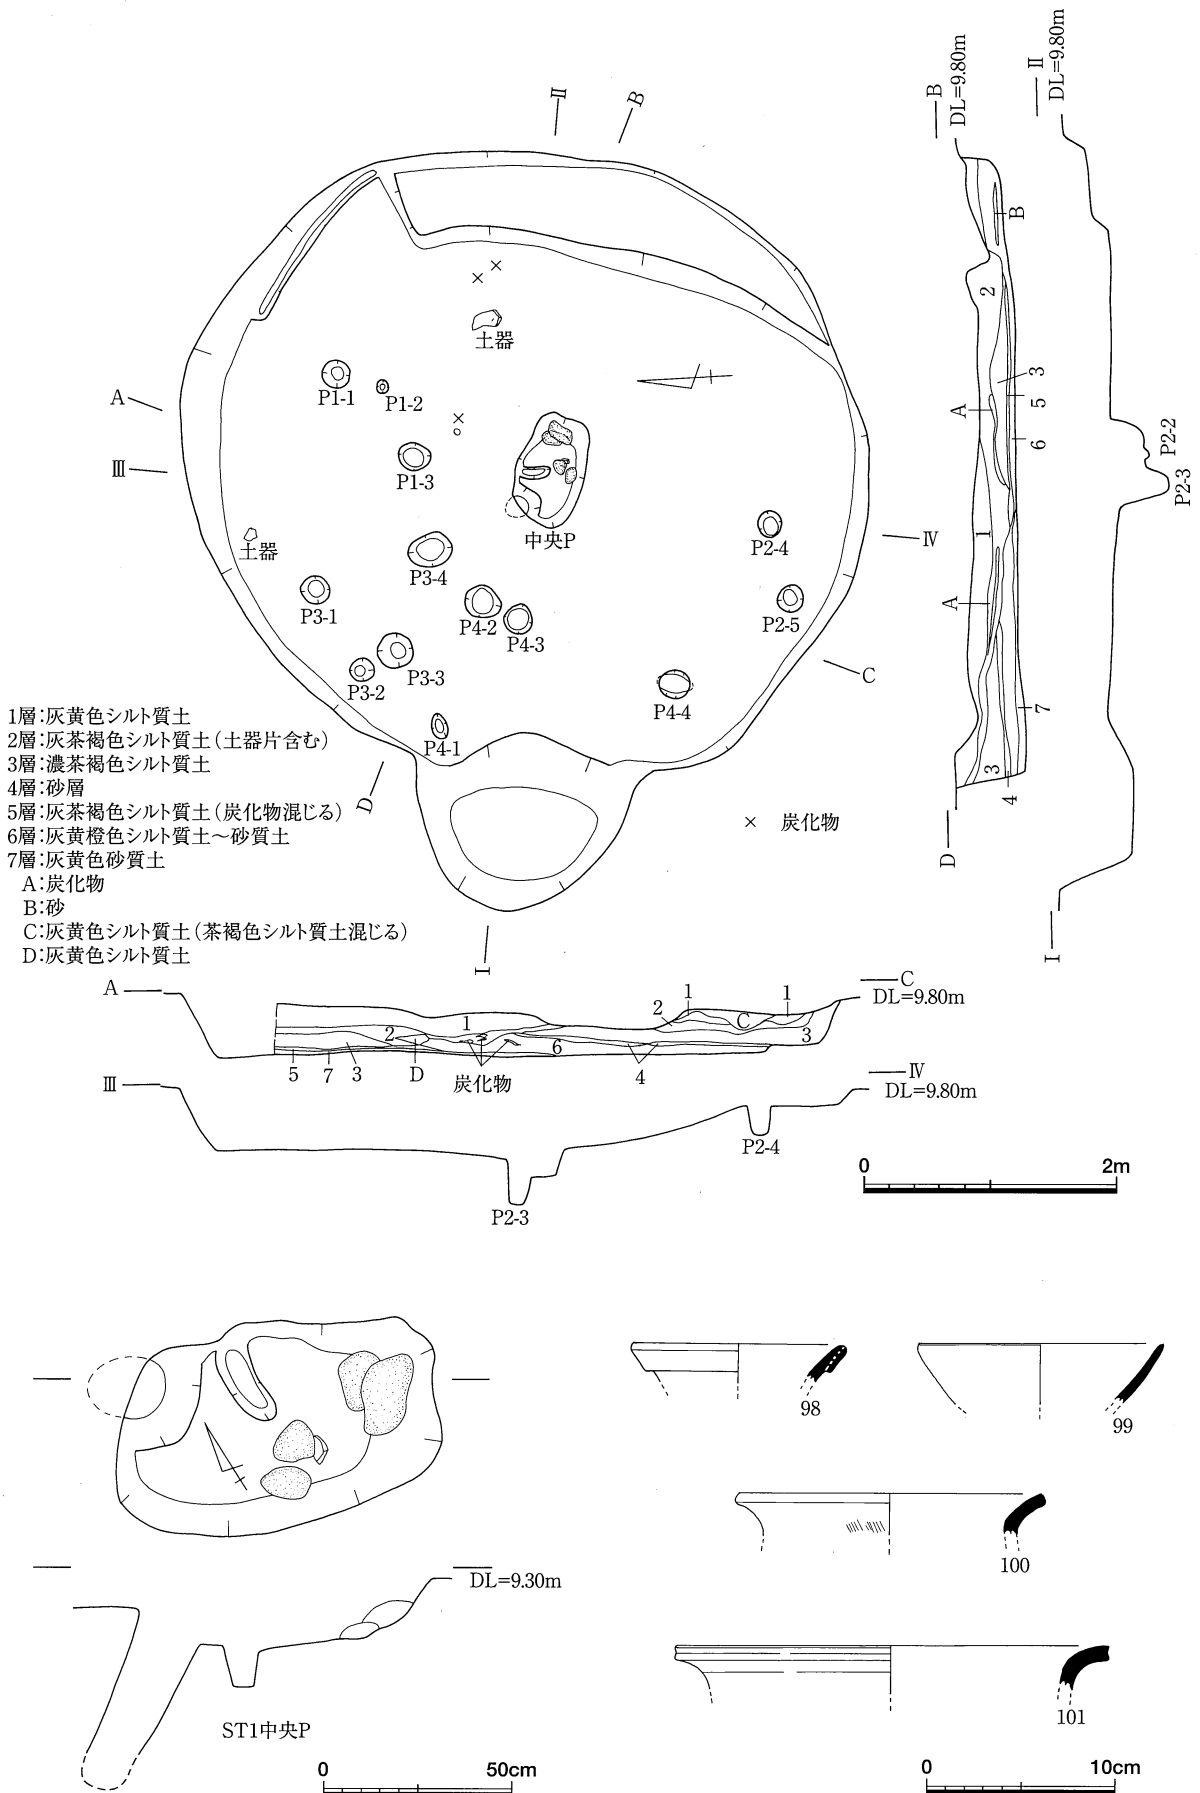 Ⅱ
B
B
DL=9.80m
Ⅱ
DL=9.80m
土器
P1-1
P1-2
P1-3
A
Ⅲ
中央P
土器
P3-4
P3-1
P4-2
P4-3
P3-3
P3-2
P4-1
P2-4
P2-5
P4-4
Ⅳ
C
D
Ⅰ
× 炭化物
B
2
3
A
5
6
1
A
7
3
4
D
P2-2
P2-3
Ⅰ
1層:灰黄色シルト質土
2層:灰茶褐色シルト質土(土器片含む)
3層:濃茶褐色シルト質土
4層:砂層
5層:灰茶褐色シルト質土(炭化物混じる)
6層:灰黄橙色シルト質土〜砂質土
7層:灰黄色砂質土
A:炭化物
B:砂
C:灰黄色シルト質土(茶褐色シルト質土混じる)
D:灰黄色シルト質土
A
C
DL=9.80m
1
2
1
1
2
C
3
6
5
7
3
D
炭化物
4
Ⅲ
Ⅳ
DL=9.80m
P2-4
P2-3
0 2m
DL=9.30m
ST1中央P
0 50cm
98
99
100
101
0 10cm